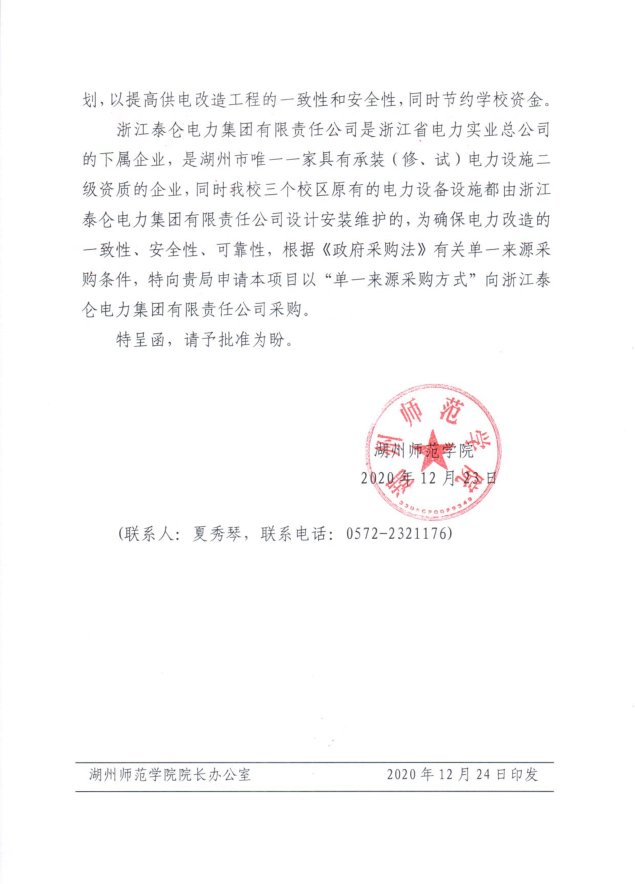 划，以提高供电改造工程的一致性和安全性，同时节约学校资金。
浙江泰仑电力集团有限责任公司是浙江省电力实业总公司
的下属企业，是湖州市唯一一家具有承装（修、试）电力设施二
级资质的企业，同时我校三个校区原有的电力设备设施都由浙江
泰仑电力集团有限责任公司设计安装维护的，为确保电力改造的
一致性、安全性、可靠性，根据《政府采购法》有关单一来源采
购条件，特向贵局申请本项目以“单一来源采购方式”向浙江泰
仑电力集团有限责任公司采购。
特呈函，请予批准为盼。
湖州师范学院
湖州师范学院
2020年12月23日
(联系人：夏秀琴，联系电话：0572-2321176)
湖州师范学院院长办公室
2020年12月24日印发